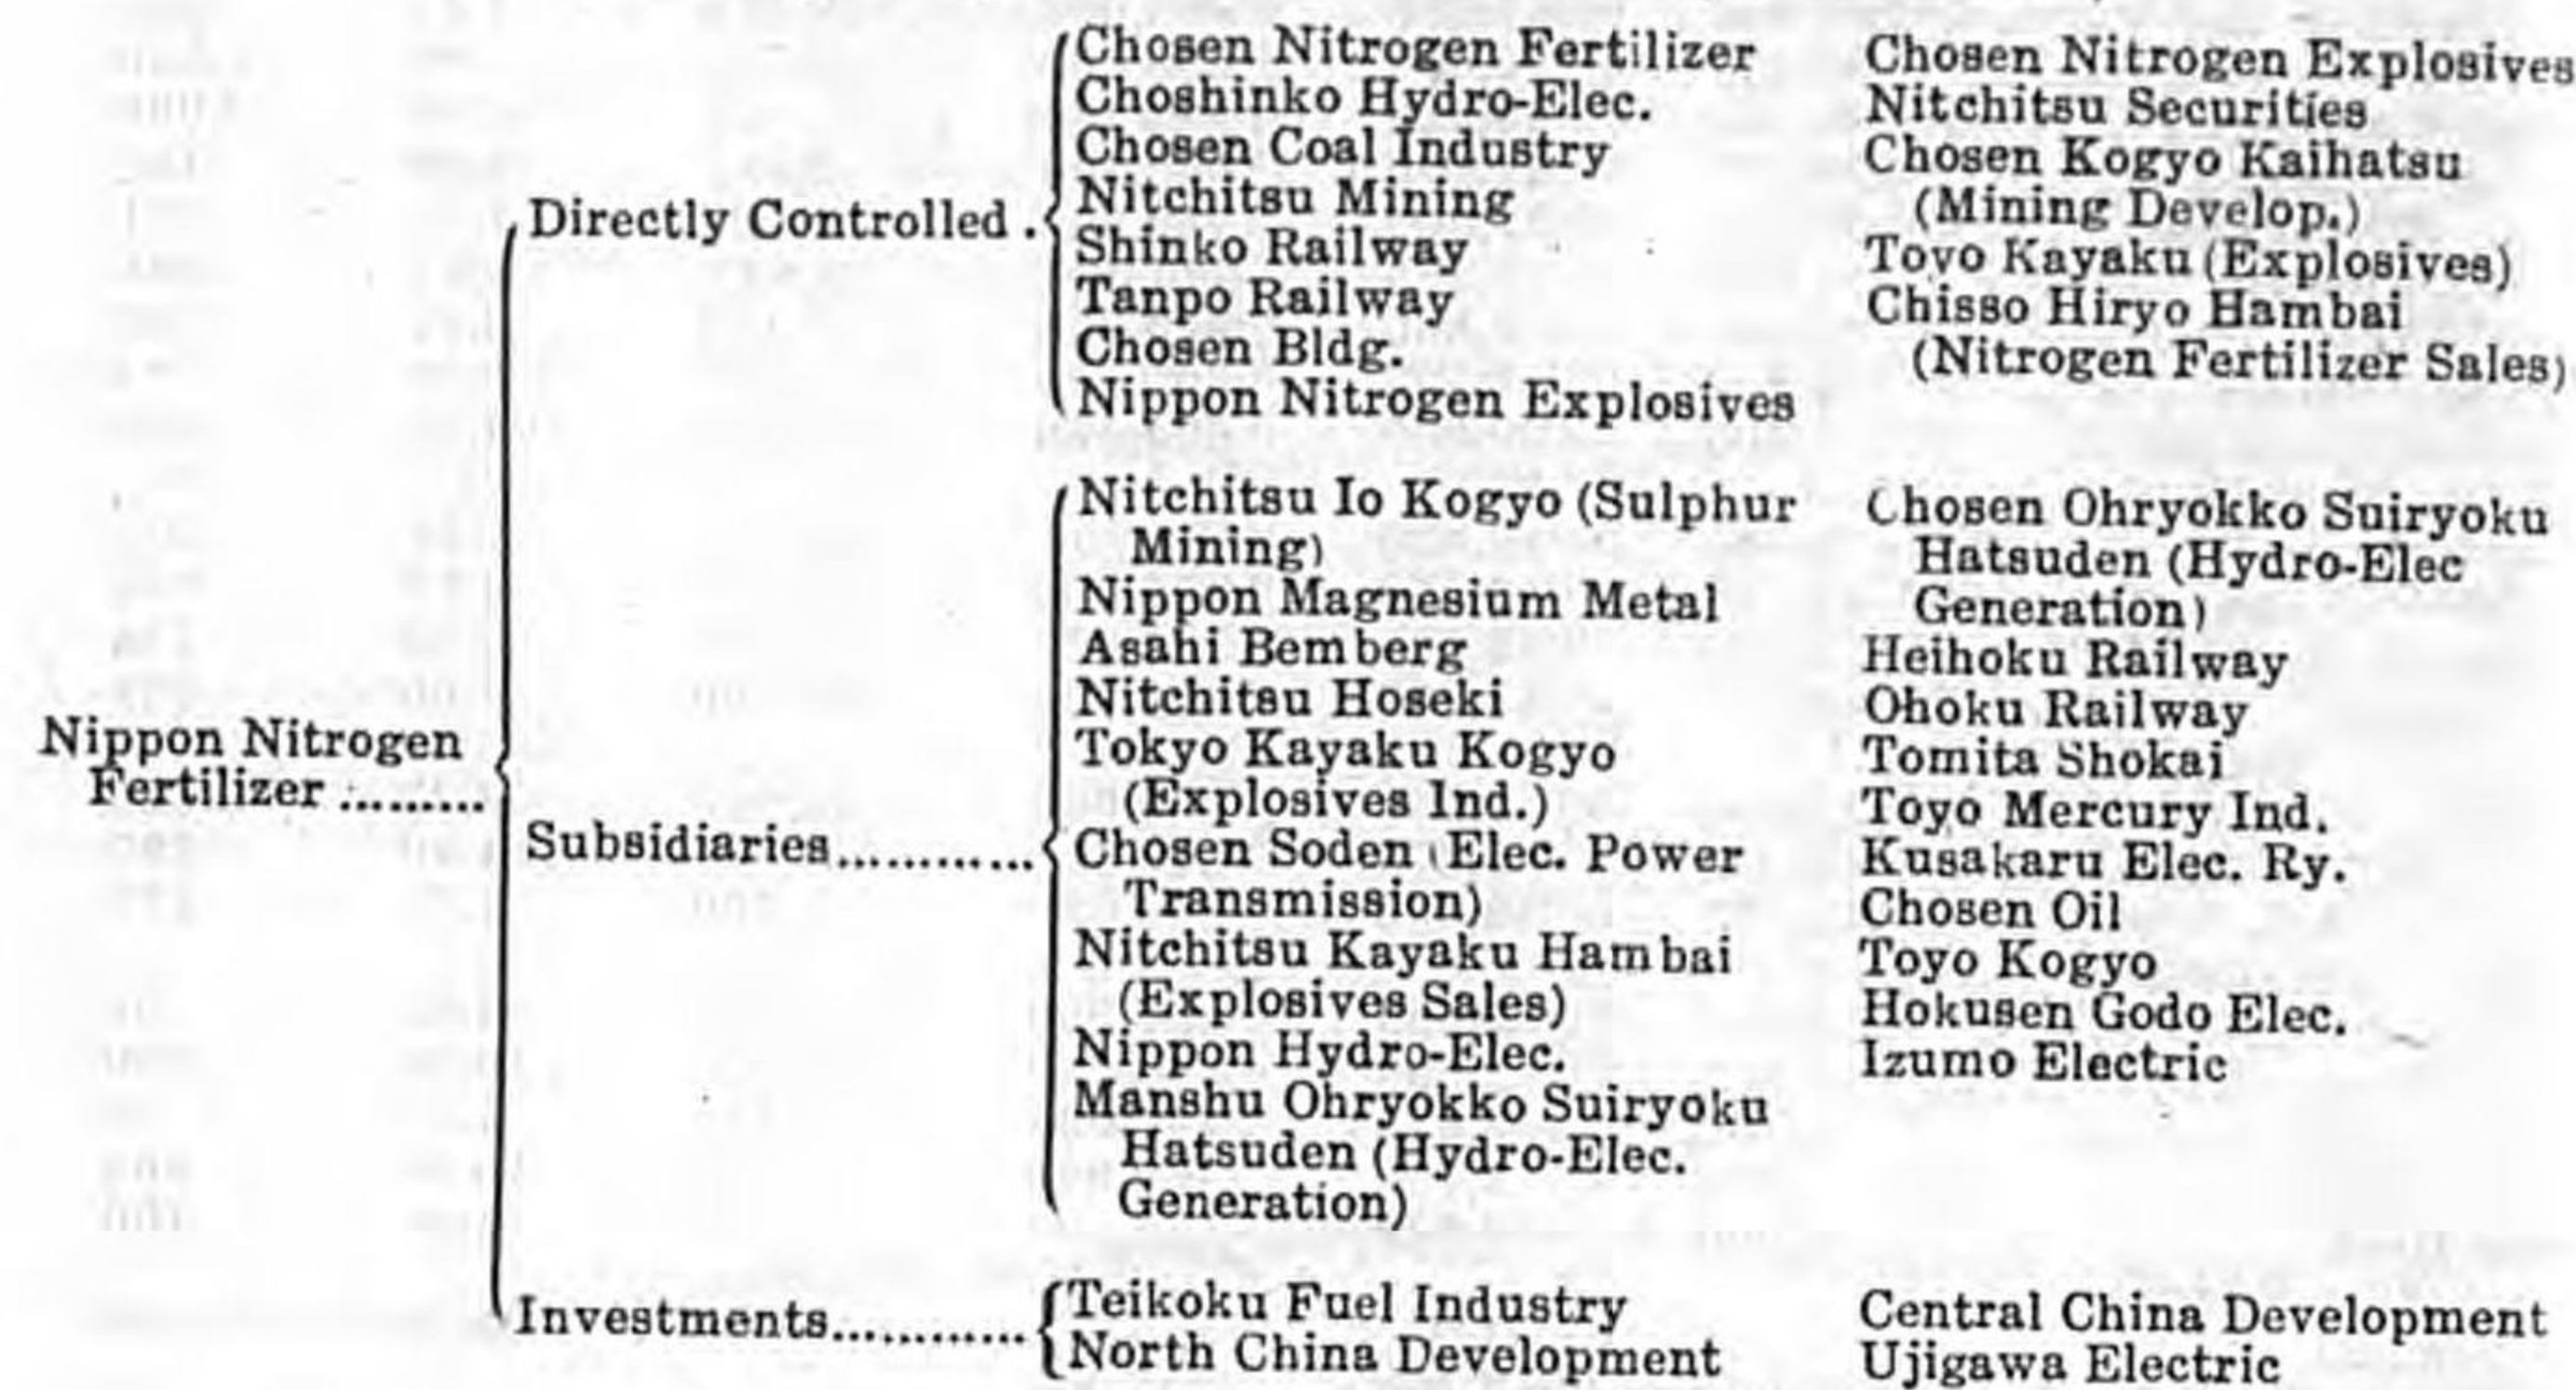 Nippon Nitrogen
Fertilizer .........
Directly Controlled .
Chosen Nitrogen Fertilizer
Choshinko Hydro-Elec.
Chosen Coal Industry
Nitchitsu Mining
Shinko Railway
Tanpo Railway
Chosen Bldg.
Nippon Nitrogen Explosives
Chosen Nitrogen Explosives
Nitchitsu Securities
Chosen Kogyo Kaihatsu
(Mining Develop.)
Toyo Kayaku (Explosives)
Chisso Hiryo Hambai
(Nitrogen Fertilizer Sales)
Subsidiaries............
Nitchitsu Io Kogyo (Sulphur
Mining)
Nippon Magnesium Metal
Asahi Bemberg
Nitchitsu Hoseki
Tokyo Kayaku Kogyo
(Explosives Ind.)
Chosen Soden (Elec. Power
Transmission)
Nitchitsu Kayaku Hambai
(Explosives Sales)
Nippon Hydro-Elec.
Manshu Ohryokko Suiryoku
Hatsuden (Hydro-Elec.
Generation)
Chosen Ohryokko Suiryoku
Hatsuden (Hydro-Elec
Generation)
Heihoku Railway
Ohoku Railway
Tomita Shokai
Toyo Mercury Ind.
Kusakaru Elec. Ry.
Chosen Oil
Toyo Kogyo
Hokusen Godo Elec.
Izumo Electric
Investments............
Teikoku Fuel Industry
North China Development
Central China Development
Ujigawa Electric